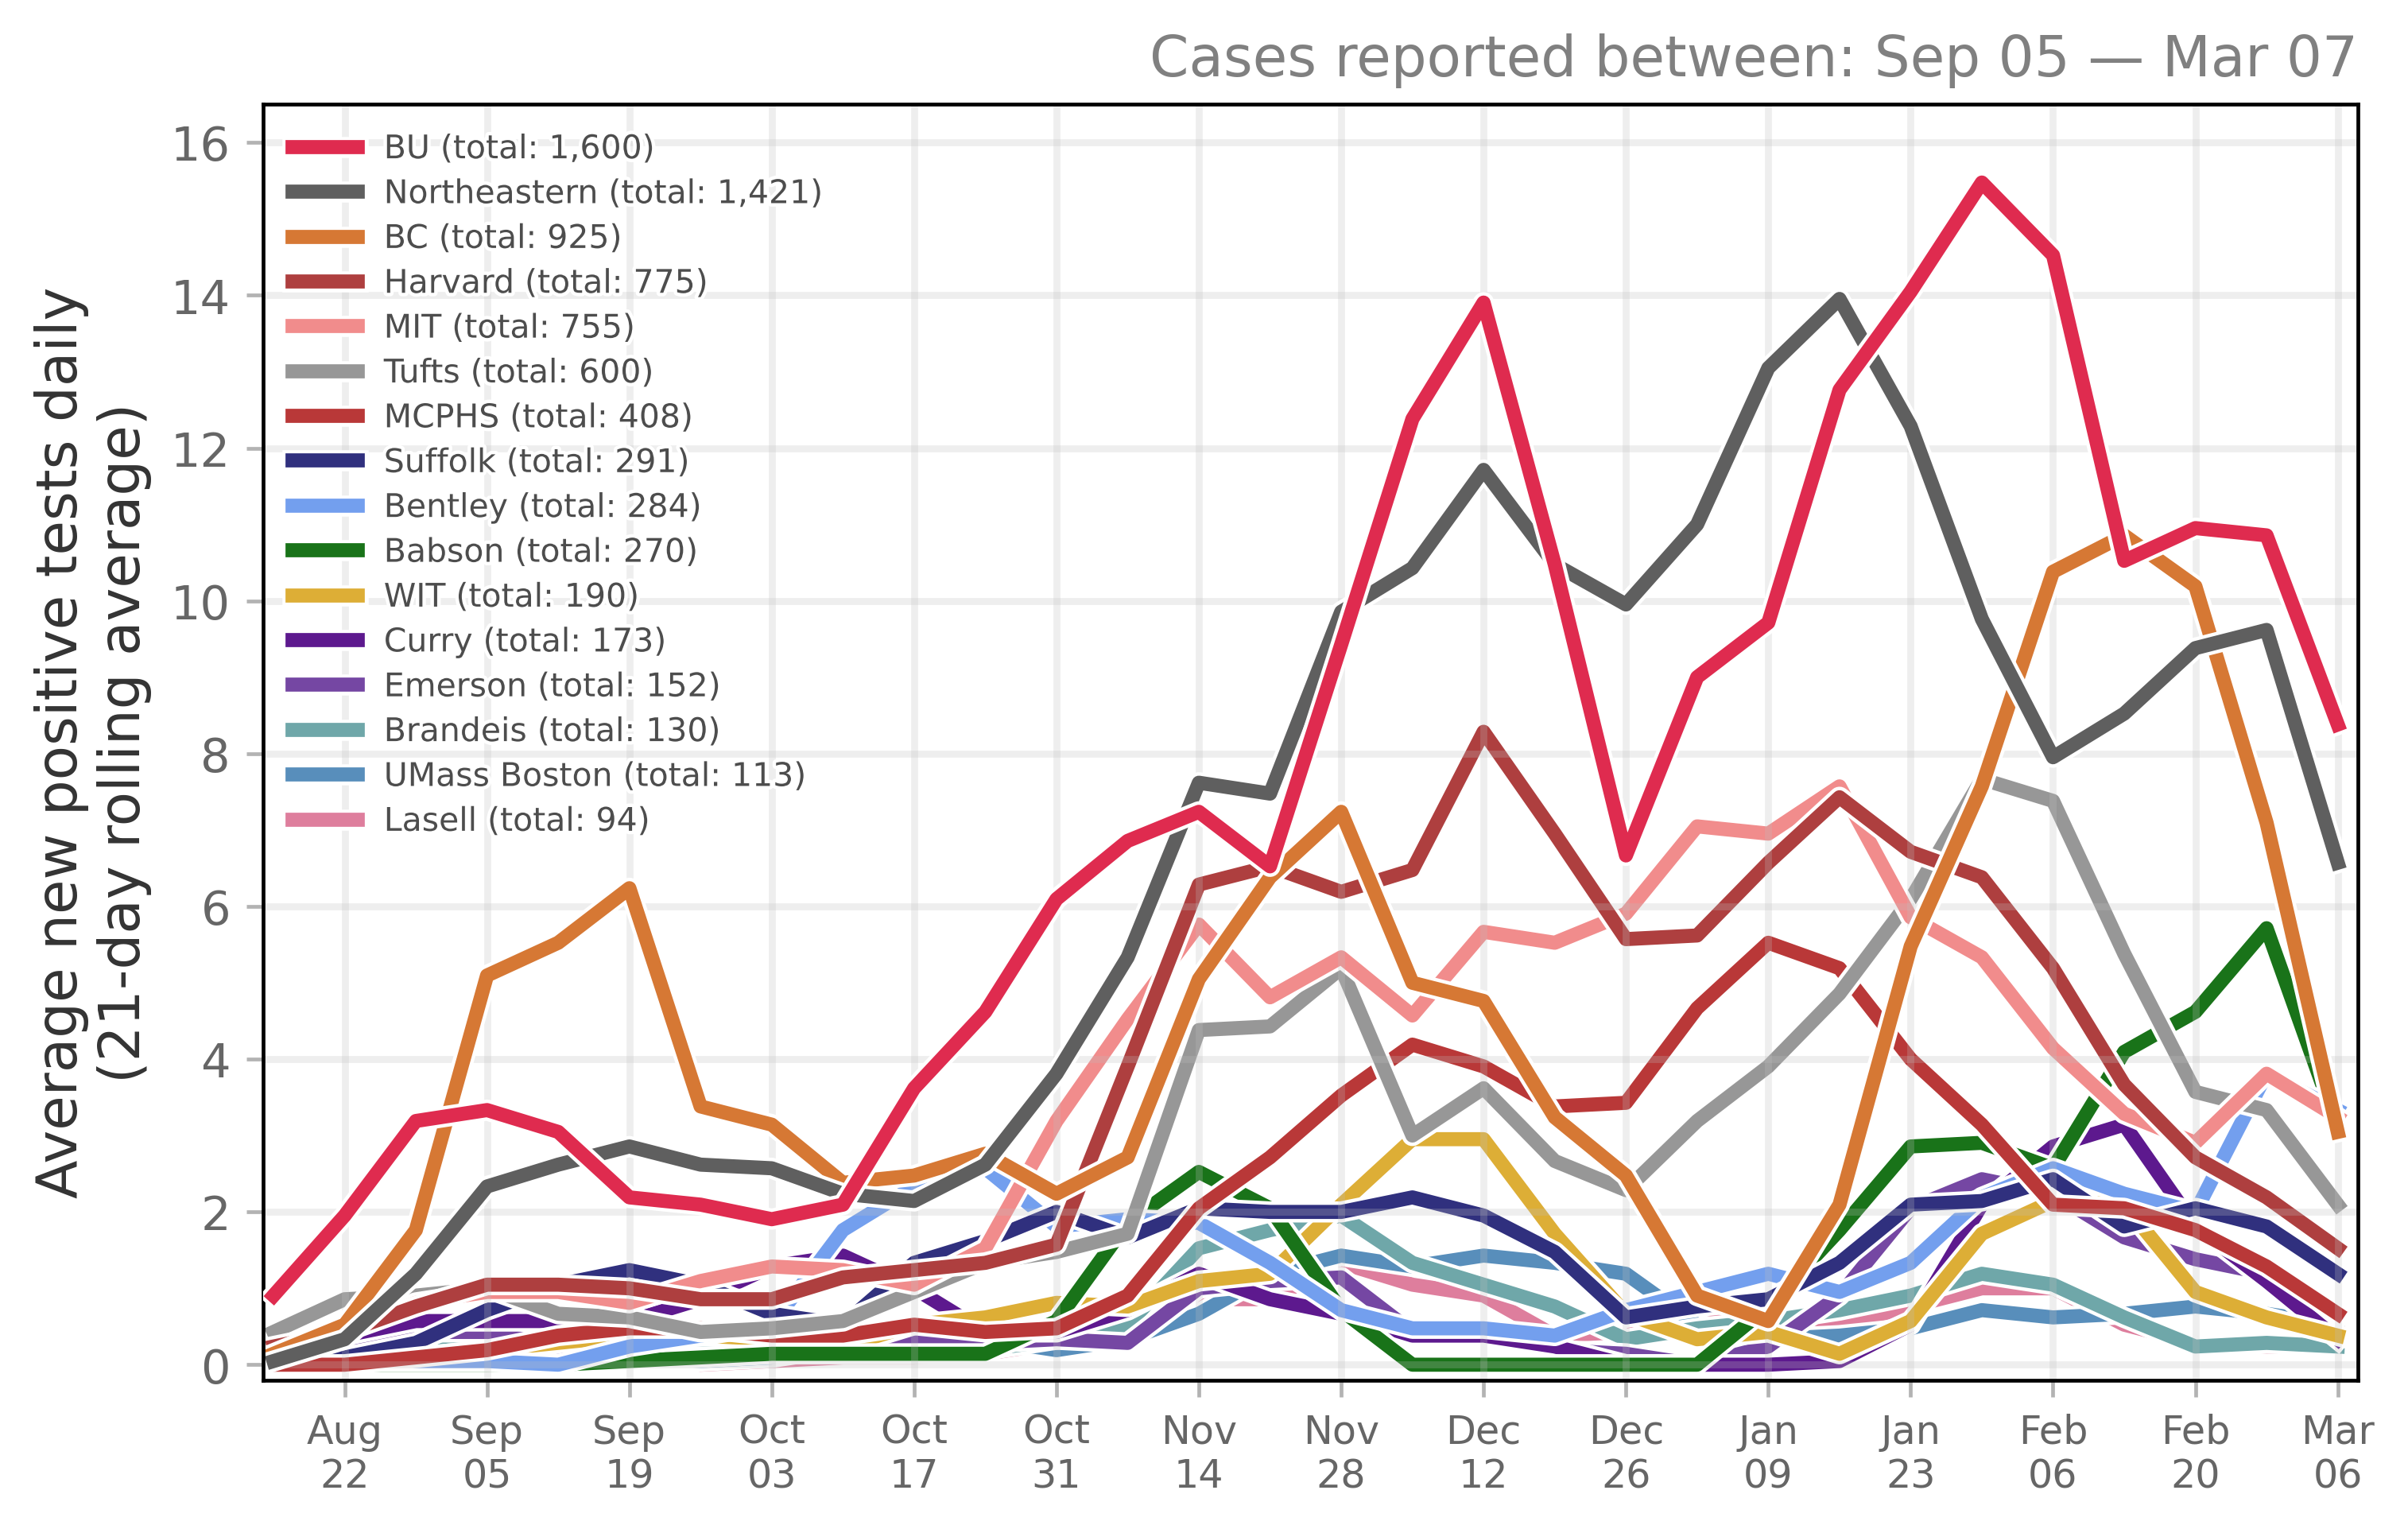 Cases reported between: Sep 05 — Mar 07
Average new positive tests daily
(21-day rolling average)
16
14
12
10
8
6
4
2
0
BU (total: 1,600)
Northeastern (total: 1,421)
BC (total: 925)
Harvard (total: 775)
MIT (total: 755)
Tufts (total: 600)
MCPHS (total: 408)
Suffolk (total: 291)
Bentley (total: 284)
Babson (total: 270)
WIT (total: 190)
Curry (total: 173)
Emerson (total: 152)
Brandeis (total: 130)
UMass Boston (total: 113)
Lasell (total: 94)
Aug Sep Sep Oct Oct Oct Nov Nov Dec Dec Jan Jan Feb Feb Mar
22 05 19 03 17 31 14 28 12 26 09 23 06 20 06